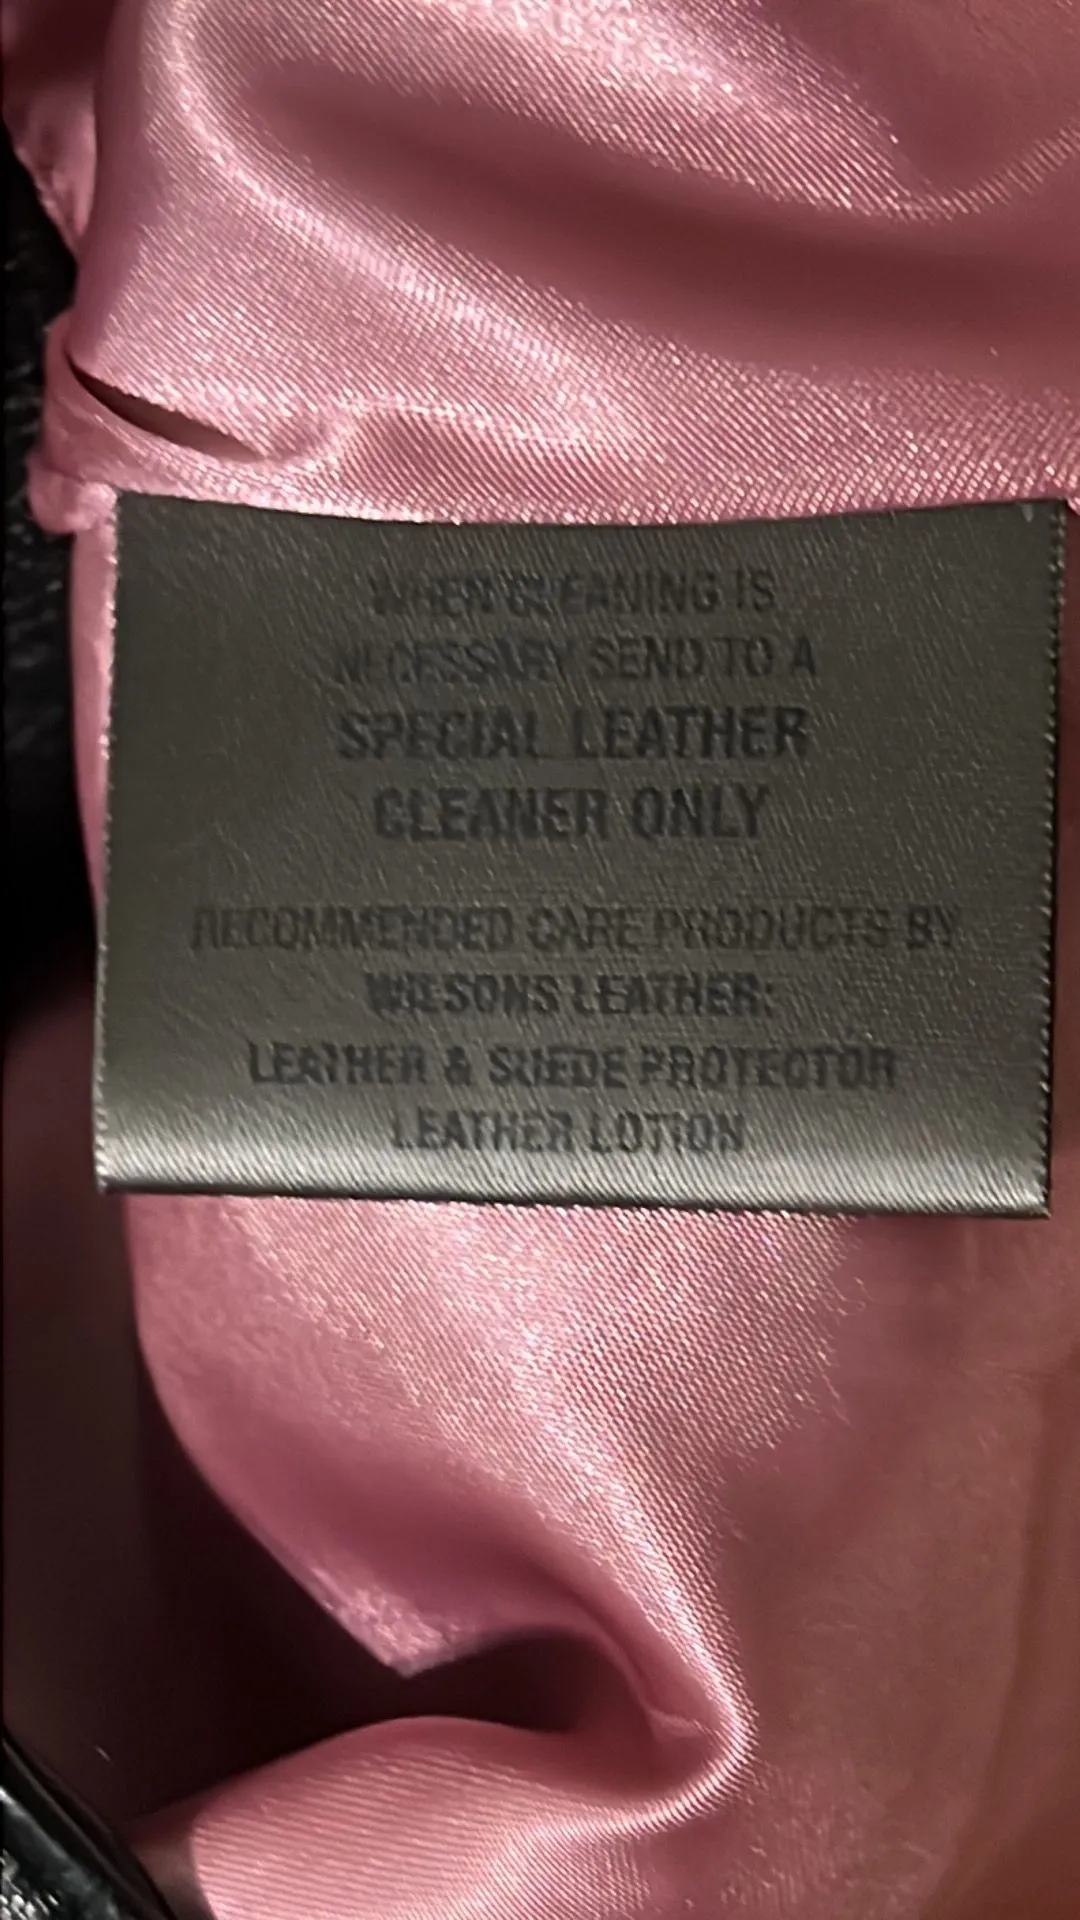 WHEN CLEANING IS
NECESSARY SEND TO A
SPECIAL LEATHER
CLEANER ONLY
RECOMMENDED CARE PRODUCTS BY
WILSONS LEATHER:
LEATHER & SUEDE PROTECTOR
LEATHER LOTION